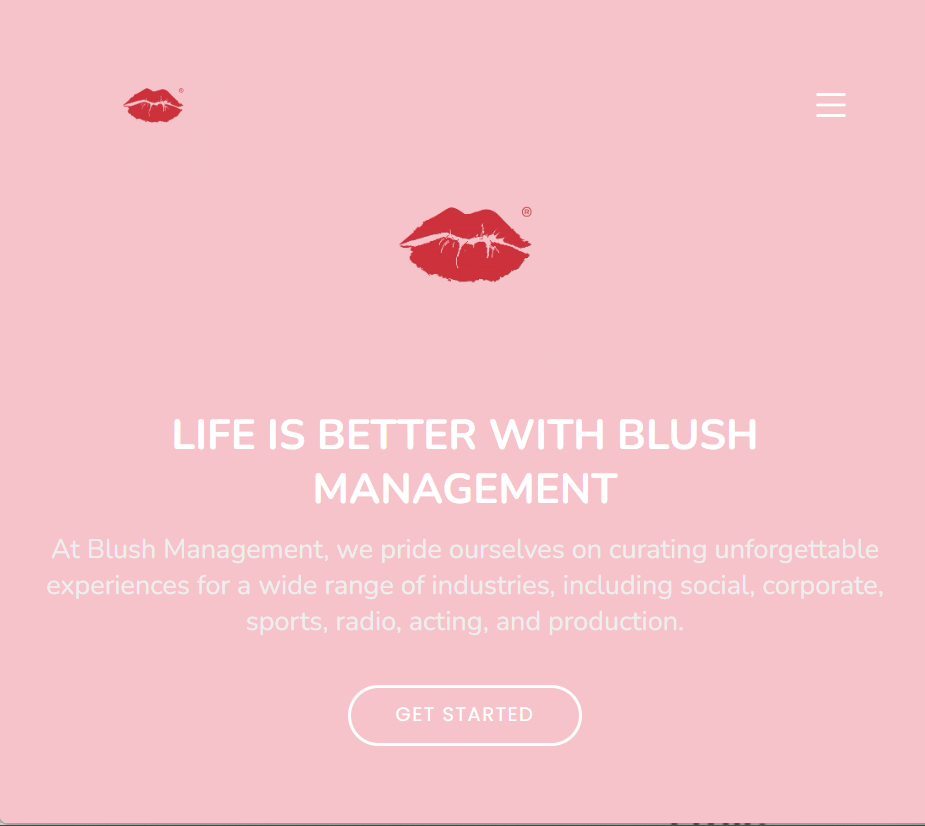 ®
®
LIFE IS BETTER WITH BLUSH
MANAGEMENT
At Blush Management, we pride ourselves on curating unforgettable
experiences for a wide range of industries, including social, corporate,
sports, radio, acting, and production.
GET STARTED